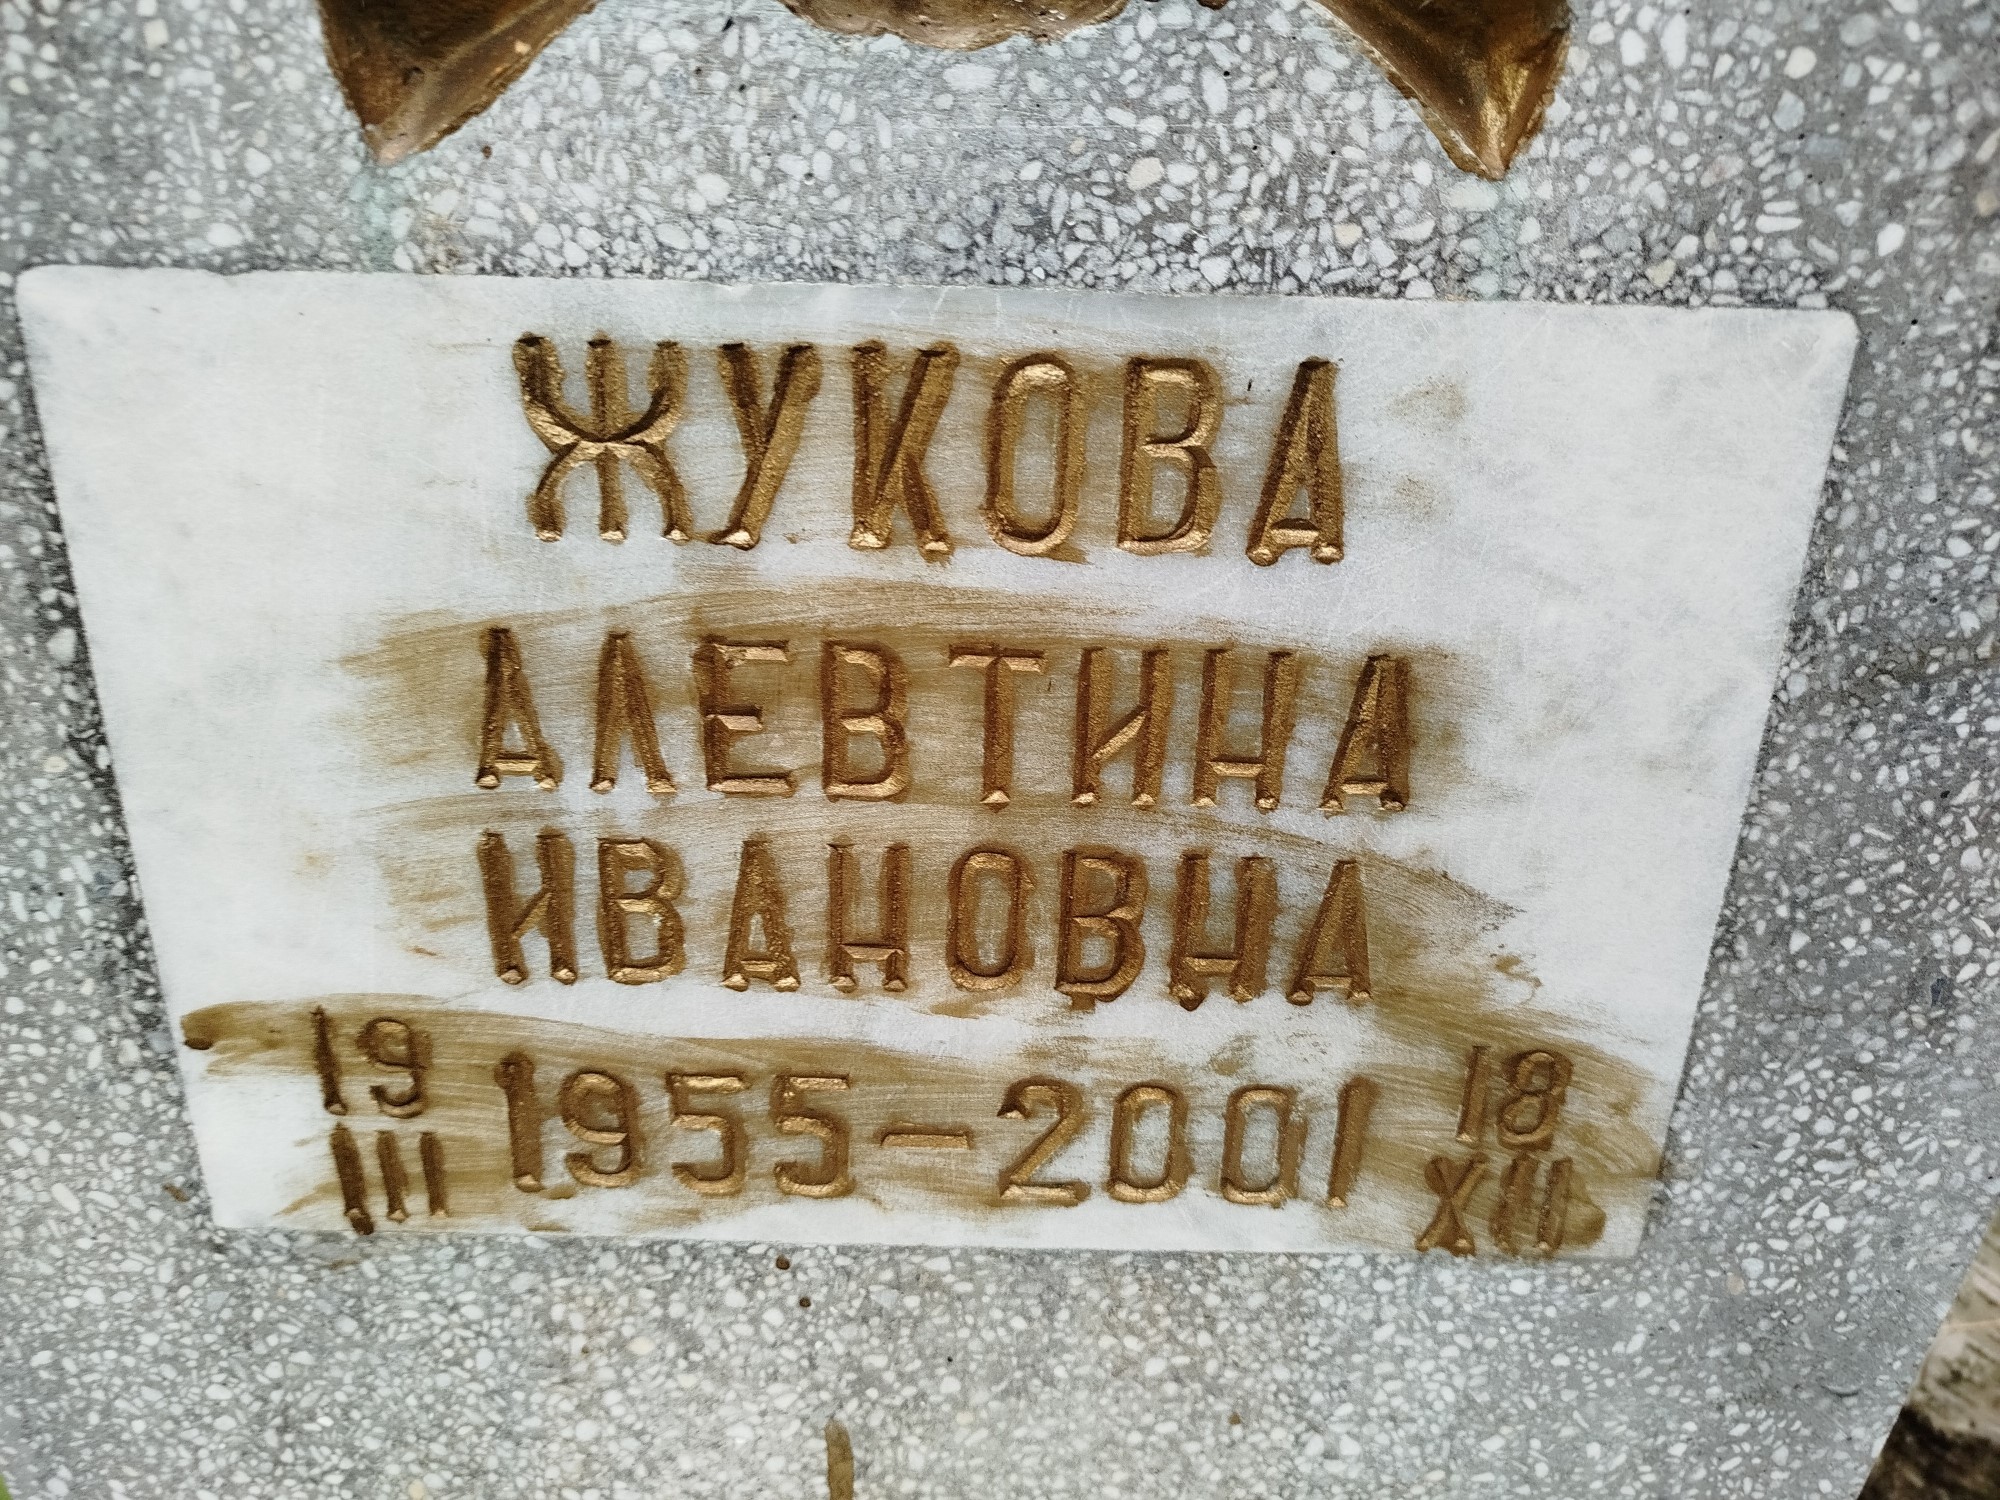 ЖУКОВА
АЛЕВТИНА
ИВАНОВНА
19 1955-2001 18
III XII